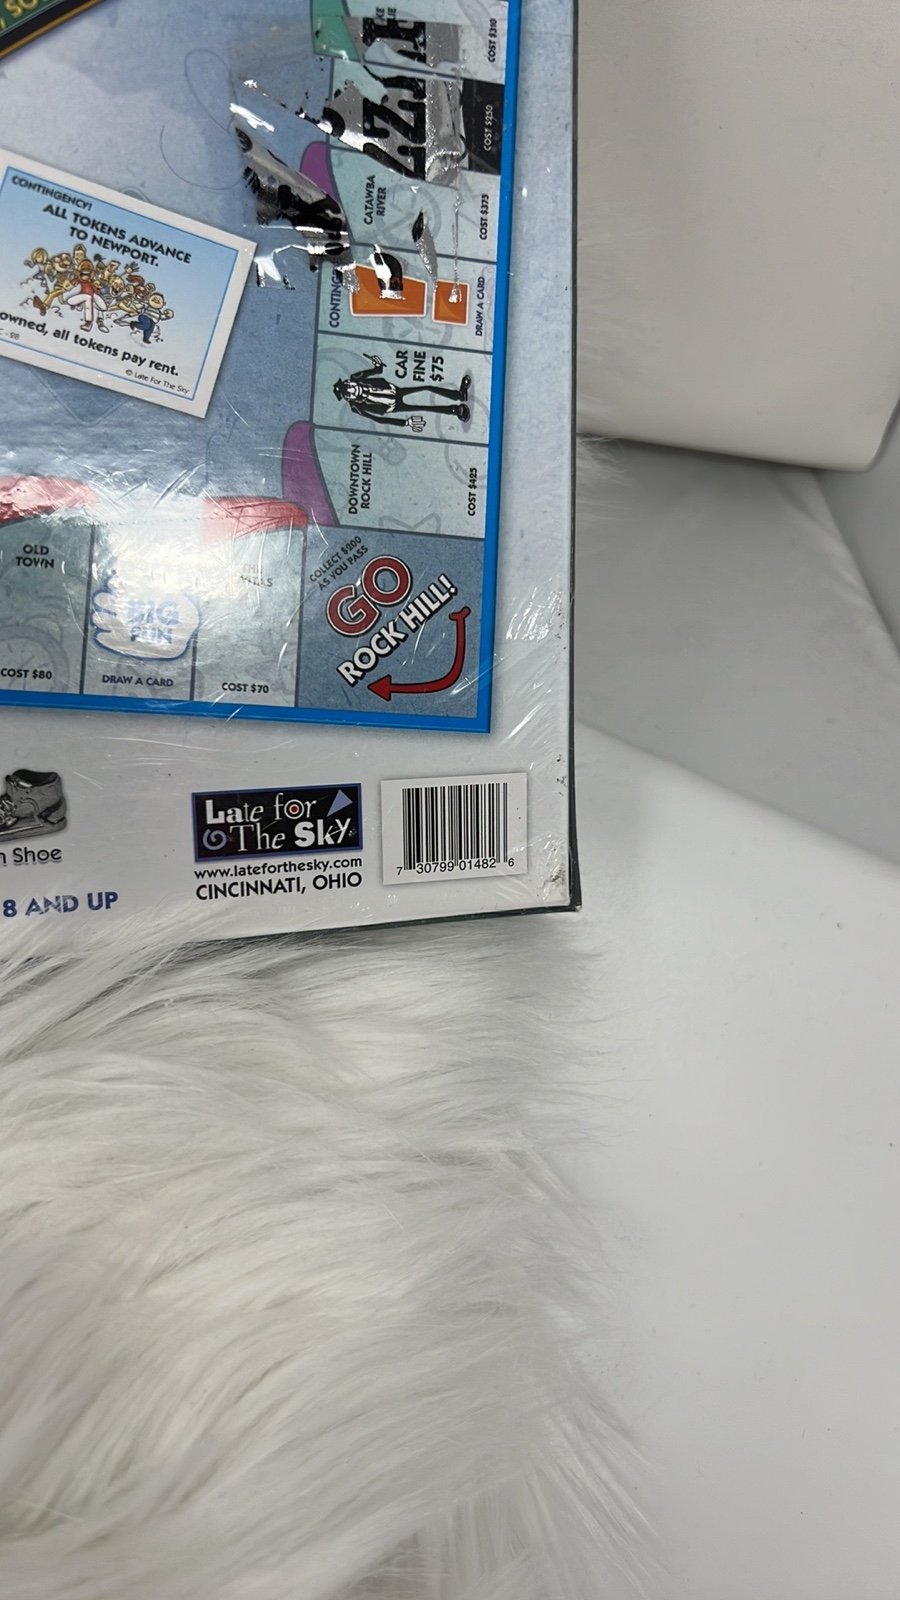 COST $310
COST $250
CATAWBA
RIVER
COST $375
CONTINGENCY!
ALL TOKENS ADVANCE
TO NEWPORT.
owned, all tokens pay rent.
© Late For The Sky
DRAW A CARD
CAR
FINE
$75
DOWNTOWN
ROCK HILL
COST $425
OLD
TOWN
COST $80
BIG
FUN
DRAW A CARD
COST $70
COLLECT $200
AS YOU PASS
GO
ROCK HILL!
Shoe
8 AND UP
Late for
The Sky
www.lateforthesky.com
CINCINNATI, OHIO
7 30799 01482 6